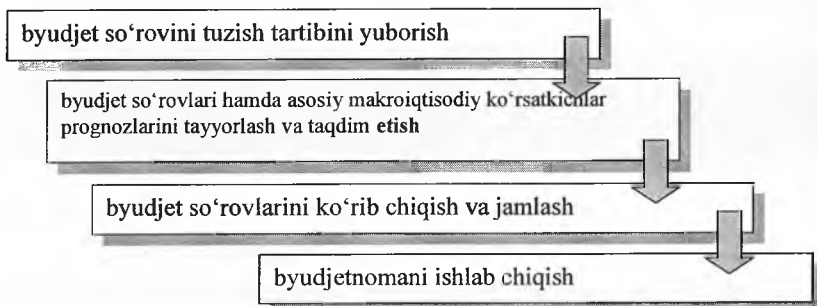 byudjet so‘rovini tuzish tartibini yuborish
byudjet so‘rovlari hamda asosiy makroiqtisodiy ko‘rsatkichlar
prognozlarini tayyorlash va taqdim etish
byudjet so‘rovlarini ko‘rib chiqish va jamlash
byudjetnomani ishlab chiqish